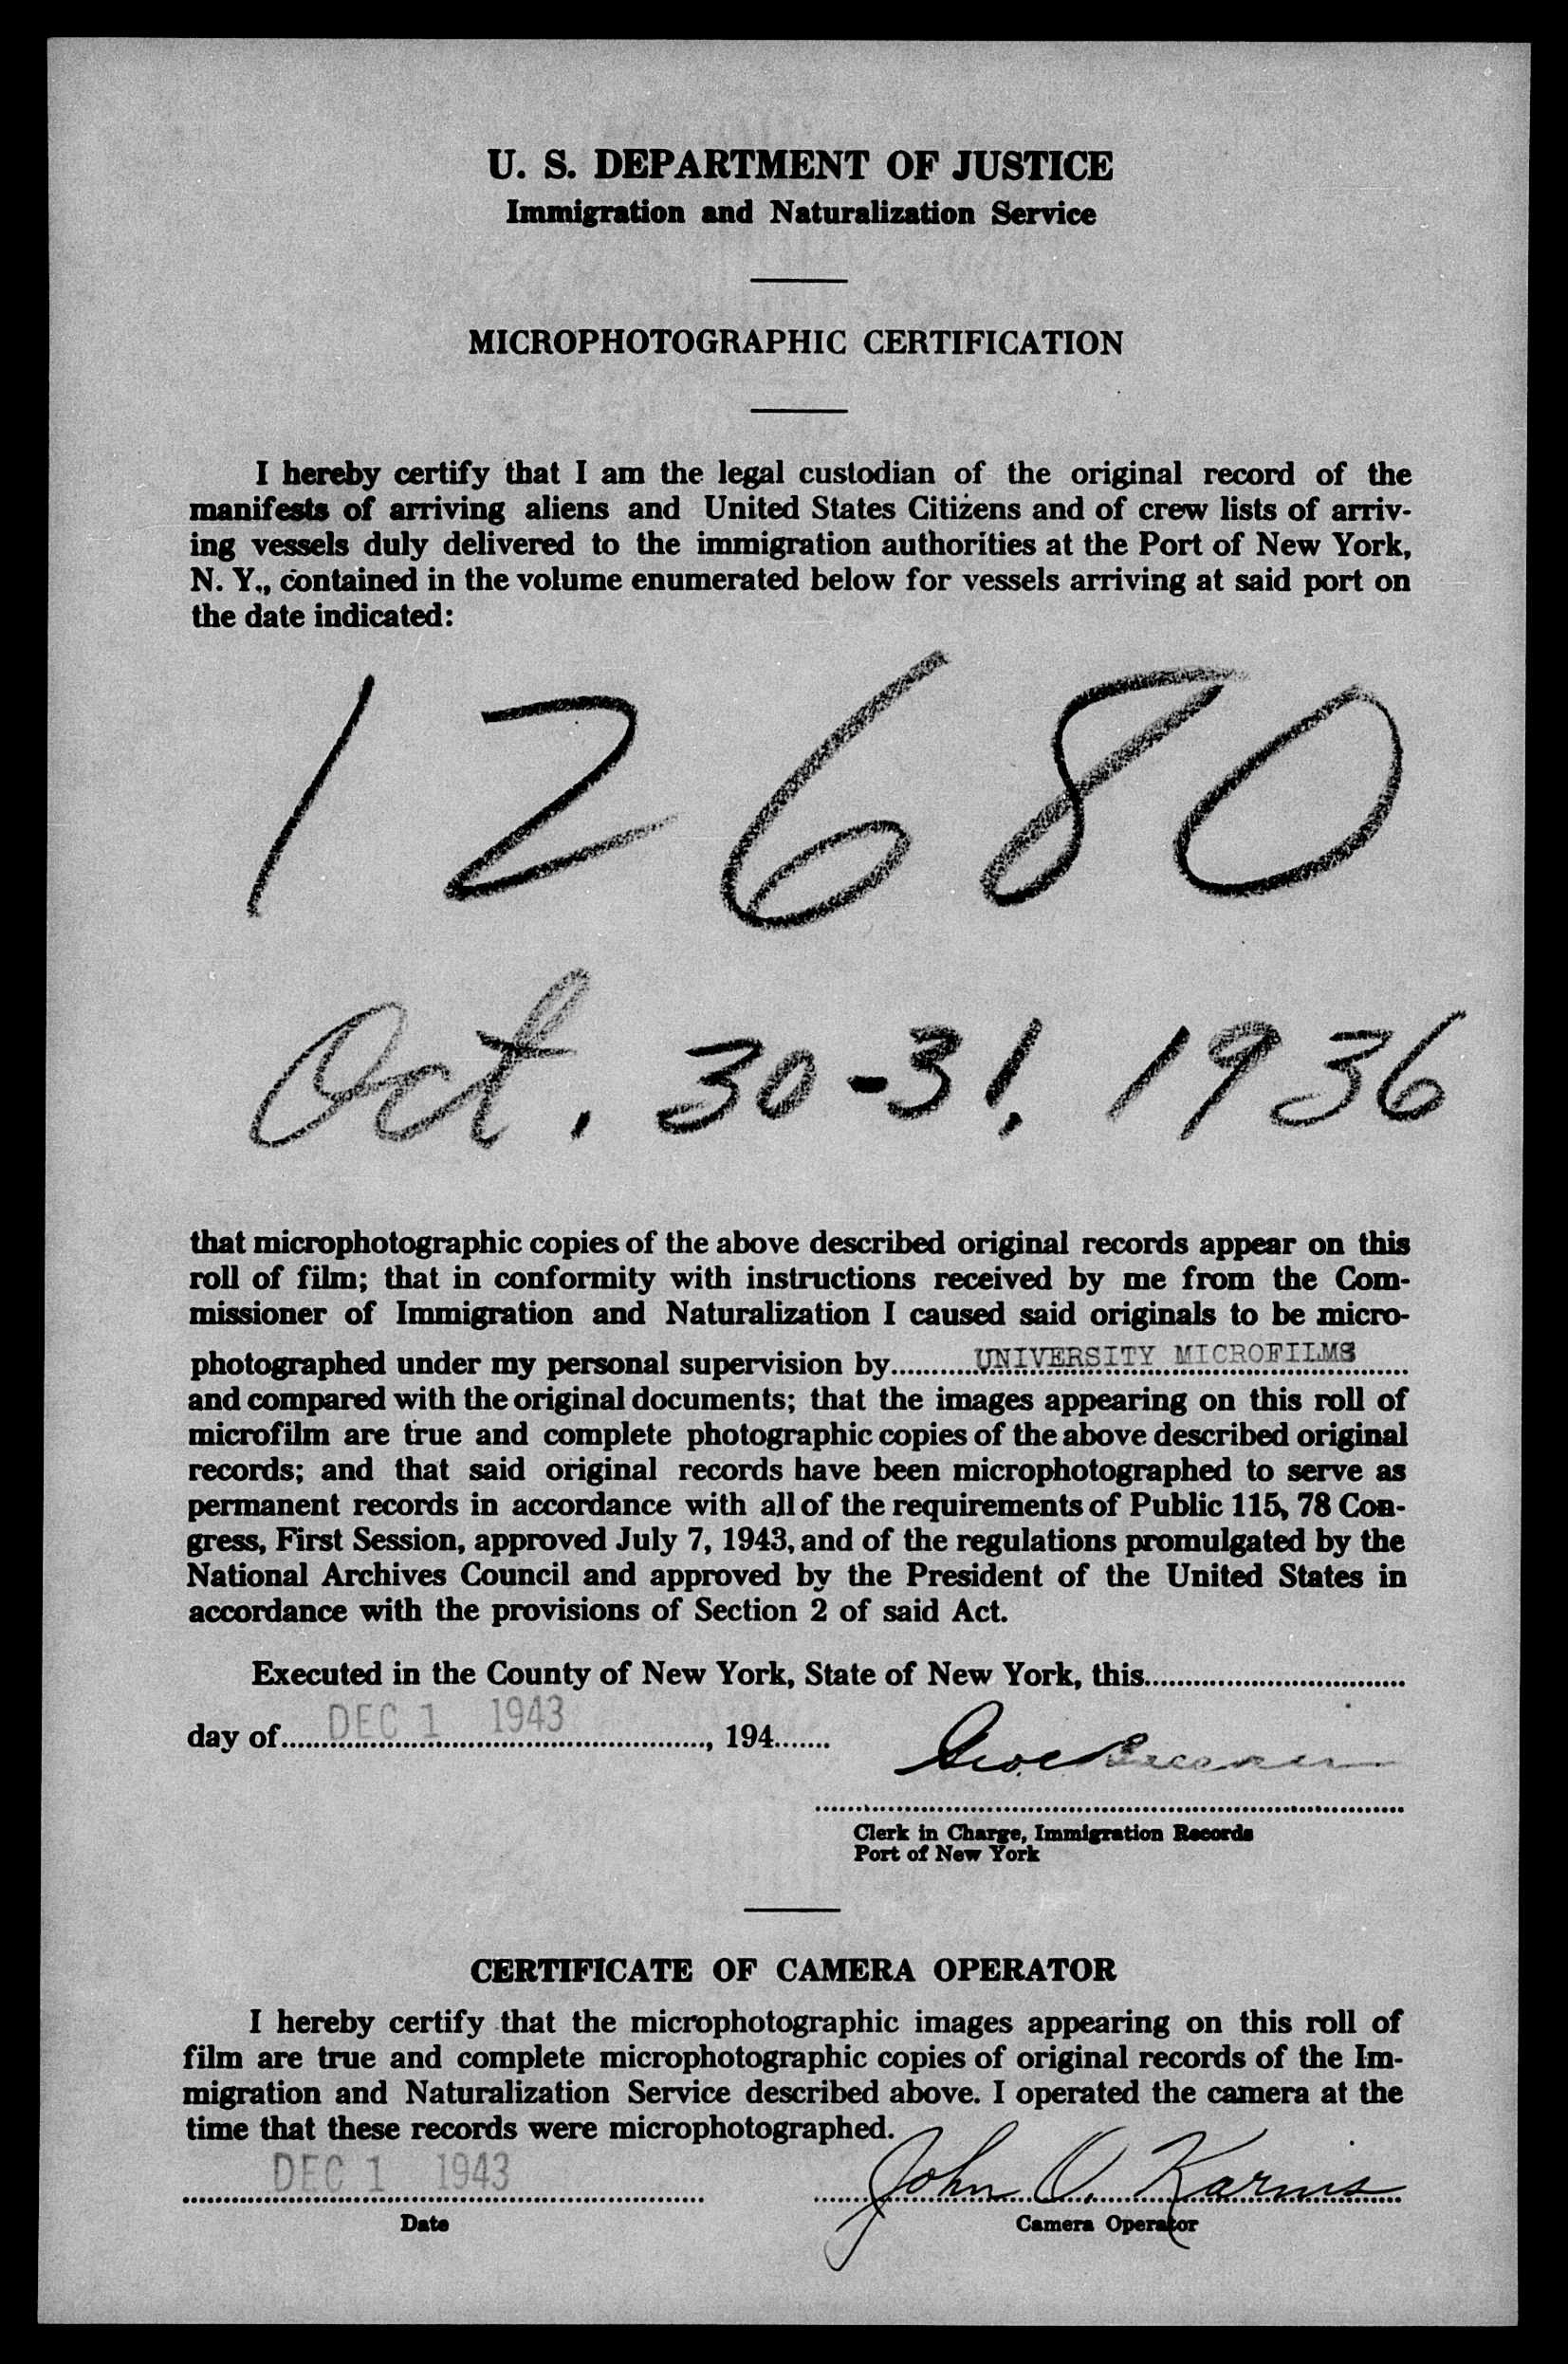 U. S. DEPARTMENT OF JUSTICE
Immigration and Naturalization Service
MICROPHOTOGRAPHIC CERTIFICATION
I hereby certify that I am the legal custodian of the original record of the
manifests of arriving aliens and United States Citizens and of crew lists of arriv-
ing vessels duly delivered to the immigration authorities at the Port of New York,
N. Y., contained in the volume enumerated below for vessels arriving at said port on
the date indicated:
12680
Oct. 30-31, 1936
that microphotographic copies of the above described original records appear on this
roll of film; that in conformity with instructions received by me from the Com-
missioner of Immigration and Naturalization I caused said originals to be micro-
photographed under my personal supervision by UNIVERSITY MICROFILMS
and compared with the original documents; that the images appearing on this roll of
microfilm are true and complete photographic copies of the above described original
records; and that said original records have been microphotographed to serve as
permanent records in accordance with all of the requirements of Public 115, 78 Con-
gress, First Session, approved July 7, 1943, and of the regulations promulgated by the
National Archives Council and approved by the President of the United States in
accordance with the provisions of Section 2 of said Act.
Executed in the County of New York, State of New York, this
day of DEC 1 1943, 194
Clerk in Charge, Immigration Records
Port of New York
CERTIFICATE OF CAMERA OPERATOR
I hereby certify that the microphotographic images appearing on this roll of
film are true and complete microphotographic copies of original records of the Im-
migration and Naturalization Service described above. I operated the camera at the
time that these records were microphotographed.
DEC 1 1943 John O. Karnis
Date Camera Operator